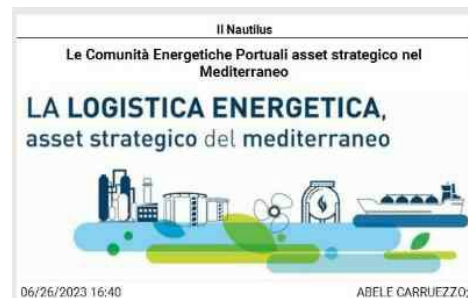 Il Nautilus
Le Comunità Energetiche Portuali asset strategico nel
Mediterraneo
LA LOGISTICA ENERGETICA,
asset strategico del mediterraneo
06/26/2023 16:40
ABELE CARRUEZZO;